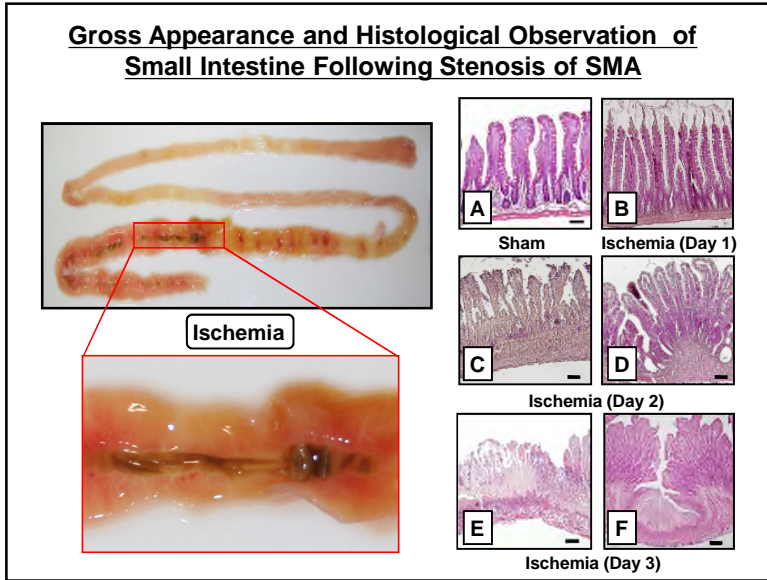 Gross Appearance and Histological Observation of
Small Intestine Following Stenosis of SMA
Ischemia
A
B
Sham
Ischemia (Day 1)
C
D
Ischemia (Day 2)
E
F
Ischemia (Day 3)